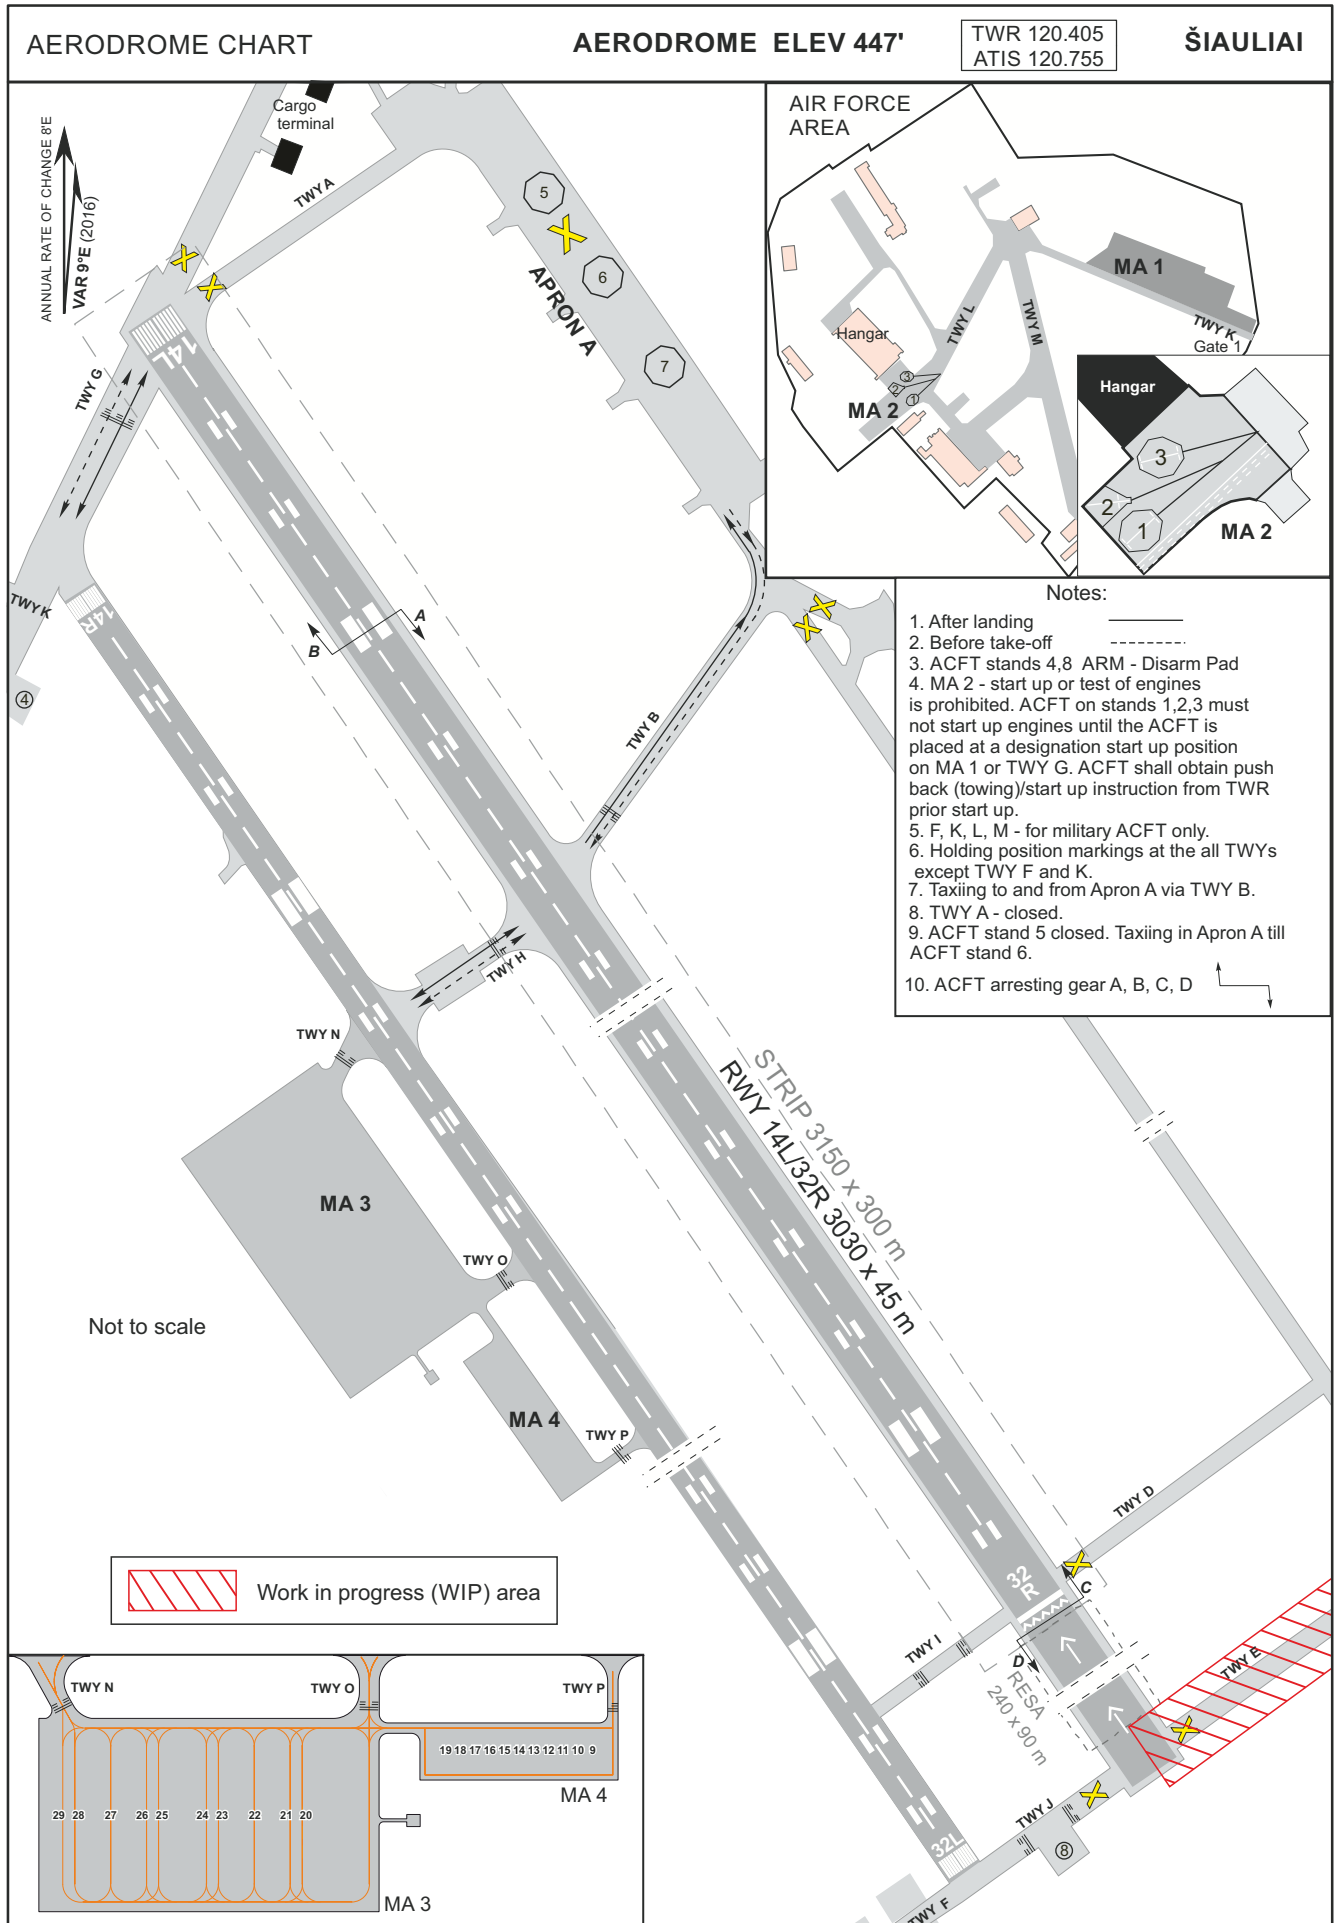 AERODROME CHART
AERODROME ELEV 447'
TWR 120.405
ATIS 120.755
ŠIAULIAI
ANNUAL RATE OF CHANGE 8'E
VAR 9°E (2016)
Cargo
terminal
TWY A
5
6
7
APRON A
14L
TWY G
TWY K
14R
4
A
B
TWY B
TWY H
TWY N
MA 3
TWY O
Not to scale
MA 4
TWY P
STRIP 3150 x 300 m
RWY 14L/32R 3030 x 45 m
TWY D
32
R
C
D
TWY I
RESA
240 x 90 m
TWY E
TWY J
8
32L
TWY F
AIR FORCE
AREA
MA 1
TWY L
TWY M
TWY K
Gate 1
Hangar
3
2
1
MA 2
Hangar
3
2
1
MA 2
Notes:
1. After landing
2. Before take-off
3. ACFT stands 4,8 ARM - Disarm Pad
4. MA 2 - start up or test of engines
is prohibited. ACFT on stands 1,2,3 must
not start up engines until the ACFT is
placed at a designation start up position
on MA 1 or TWY G. ACFT shall obtain push
back (towing)/start up instruction from TWR
prior start up.
5. F, K, L, M - for military ACFT only.
6. Holding position markings at the all TWYs
except TWY F and K.
7. Taxiing to and from Apron A via TWY B.
8. TWY A - closed.
9. ACFT stand 5 closed. Taxiing in Apron A till
ACFT stand 6.
10. ACFT arresting gear A, B, C, D
Work in progress (WIP) area
TWY N
TWY O
TWY P
19 18 17 16 15 14 13 12 11 10 9
MA 4
29 28 27 26 25 24 23 22 21 20
MA 3